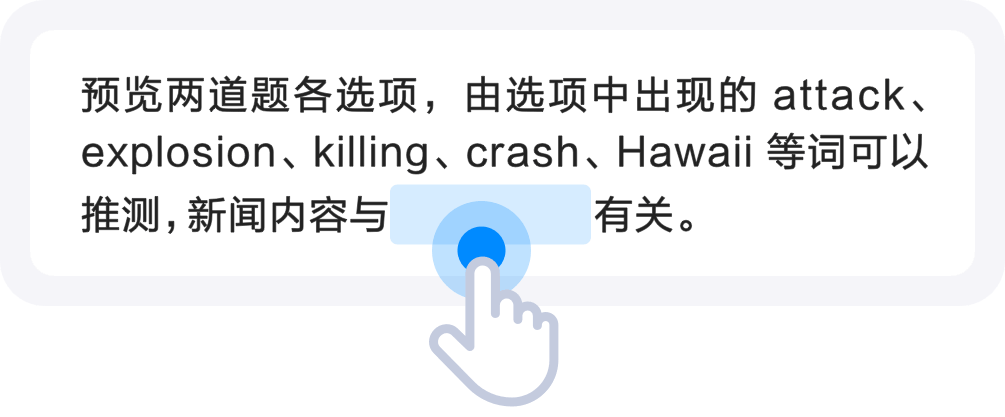 预览两道题各选项，由选项中出现的 attack、
explosion、killing、crash、Hawaii 等词可以
推测，新闻内容与 有关。